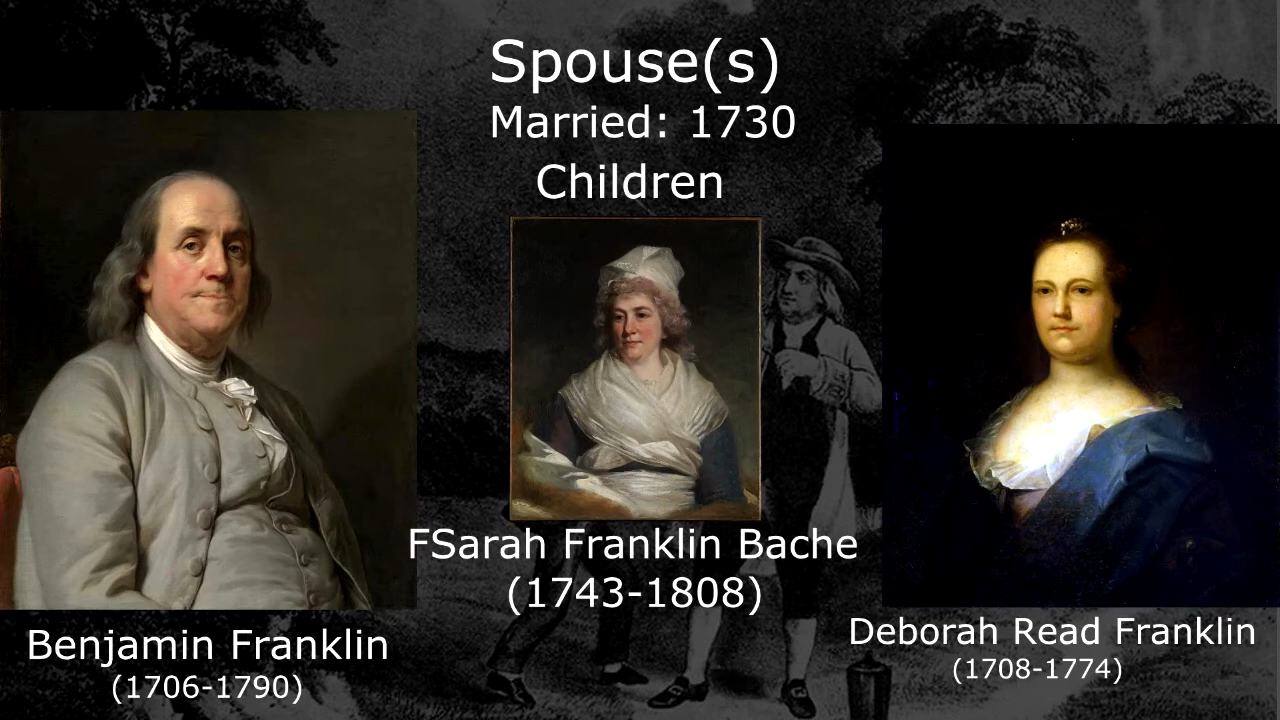 Spouse(s)
Married: 1730
Children
FSarah Franklin Bache
(1743-1808)
Benjamin Franklin
(1706-1790)
Deborah Read Franklin
(1708-1774)